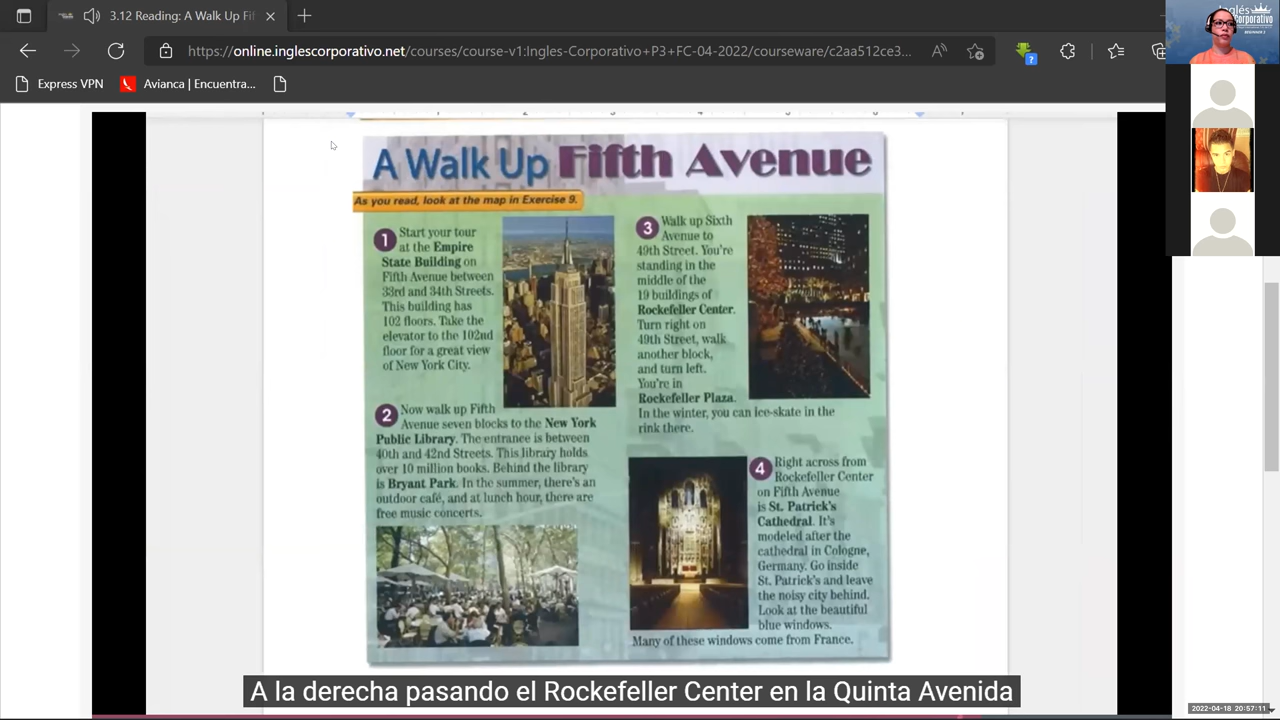 3.12 Reading: A Walk Up Fif
https://online.inglescorporativo.net/courses/course-v1:Ingles-Corporativo+P3+FC-04-2022/courseware/c2aa512ce3...
Express VPN
Avianca | Encuentra...
Inglés
Corporativo
A Walk Up Fifth Avenue
As you read, look at the map in Exercise 9.
1 Start your tour
at the Empire
State Building on
Fifth Avenue between
33rd and 34th Streets.
This building has
102 floors. Take the
elevator to the 102nd
floor for a great view
of New York City.
2 Now walk up Fifth
Avenue seven blocks to the New York
Public Library. The entrance is between
40th and 42nd Streets. This library holds
over 10 million books. Behind the library
is Bryant Park. In the summer, there's an
outdoor café, and at lunch hour, there are
free music concerts.
3 Walk up Sixth
Avenue to
49th Street. You're
standing in the
middle of the
19 buildings of
Rockefeller Center.
Turn right on
49th Street, walk
another block,
and turn left.
You're in
Rockefeller Plaza.
In the winter, you can ice-skate in the
rink there.
4 Right across from
Rockefeller Center
on Fifth Avenue
is St. Patrick's
Cathedral. It's
modeled after the
cathedral in Cologne,
Germany. Go inside
St. Patrick's and leave
the noisy city behind.
Look at the beautiful
blue windows.
Many of these windows come from France.
A la derecha pasando el Rockefeller Center en la Quinta Avenida
2022-04-18 20:57:11